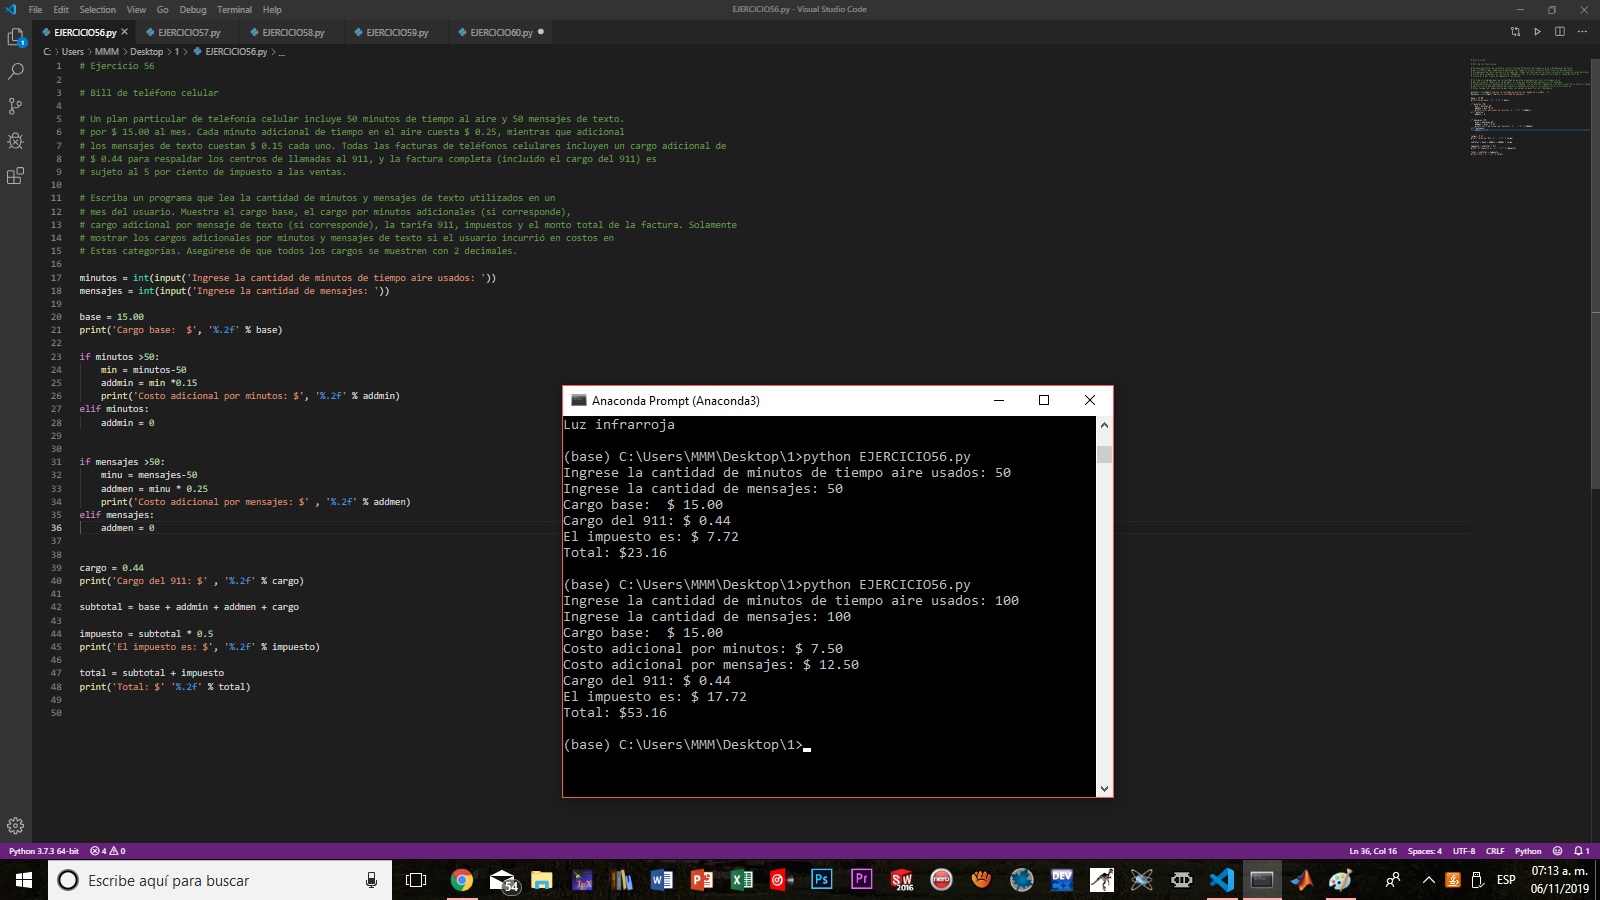 File Edit Selection View Go Debug Terminal Help
EJERCICIO56.py - Visual Studio Code
EJERCICIO56.py EJERCICIO57.py EJERCICIO58.py EJERCICIO59.py EJERCICIO60.py
C: > Users > MMM > Desktop > 1 > EJERCICIO56.py > ...
1 # Ejercicio 56
2
3 # Bill de teléfono celular
4
5 # Un plan particular de telefonía celular incluye 50 minutos de tiempo al aire y 50 mensajes de texto.
6 # por $ 15.00 al mes. Cada minuto adicional de tiempo en el aire cuesta $ 0.25, mientras que adicional
7 # los mensajes de texto cuestan $ 0.15 cada uno. Todas las facturas de teléfonos celulares incluyen un cargo adicional de
8 # $ 0.44 para respaldar los centros de llamadas al 911, y la factura completa (incluido el cargo del 911) es
9 # sujeto al 5 por ciento de impuesto a las ventas.
10
11 # Escriba un programa que lea la cantidad de minutos y mensajes de texto utilizados en un
12 # mes del usuario. Muestra el cargo base, el cargo por minutos adicionales (si corresponde),
13 # cargo adicional por mensaje de texto (si corresponde), la tarifa 911, impuestos y el monto total de la factura. Solamente
14 # mostrar los cargos adicionales por minutos y mensajes de texto si el usuario incurrió en costos en
15 # Estas categorías. Asegúrese de que todos los cargos se muestren con 2 decimales.
16
17 minutos = int(input('Ingrese la cantidad de minutos de tiempo aire usados: '))
18 mensajes = int(input('Ingrese la cantidad de mensajes: '))
19
20 base = 15.00
21 print('Cargo base:  $', '%.2f' % base)
22
23 if minutos >50:
24 min = minutos-50
25 addmin = min *0.15
26 print('Costo adicional por minutos: $', '%.2f' % addmin)
27 elif minutos:
28 addmin = 0
29
30
31 if mensajes >50:
32 minu = mensajes-50
33 addmen = minu * 0.25
34 print('Costo adicional por mensajes: $' , '%.2f' % addmen)
35 elif mensajes:
36 addmen = 0
37
38
39 cargo = 0.44
40 print('Cargo del 911: $' , '%.2f' % cargo)
41
42 subtotal = base + addmin + addmen + cargo
43
44 impuesto = subtotal * 0.5
45 print('El impuesto es: $', '%.2f' % impuesto)
46
47 total = subtotal + impuesto
48 print('Total: $' '%.2f' % total)
49
50
Anaconda Prompt (Anaconda3)
Luz infrarroja
(base) C:\Users\MMM\Desktop\1>python EJERCICIO56.py
Ingrese la cantidad de minutos de tiempo aire usados: 50
Ingrese la cantidad de mensajes: 50
Cargo base:  $ 15.00
Cargo del 911: $ 0.44
El impuesto es: $ 7.72
Total: $23.16
(base) C:\Users\MMM\Desktop\1>python EJERCICIO56.py
Ingrese la cantidad de minutos de tiempo aire usados: 100
Ingrese la cantidad de mensajes: 100
Cargo base:  $ 15.00
Costo adicional por minutos: $ 7.50
Costo adicional por mensajes: $ 12.50
Cargo del 911: $ 0.44
El impuesto es: $ 17.72
Total: $53.16
(base) C:\Users\MMM\Desktop\1>
Python 3.7.3 64-bit 4 0 Ln 36, Col 16 Spaces: 4 UTF-8 CRLF Python 1
Escribe aquí para buscar
54
Ps Pr SW 2016 nero DEV
ESP
07:13 a. m.
06/11/2019